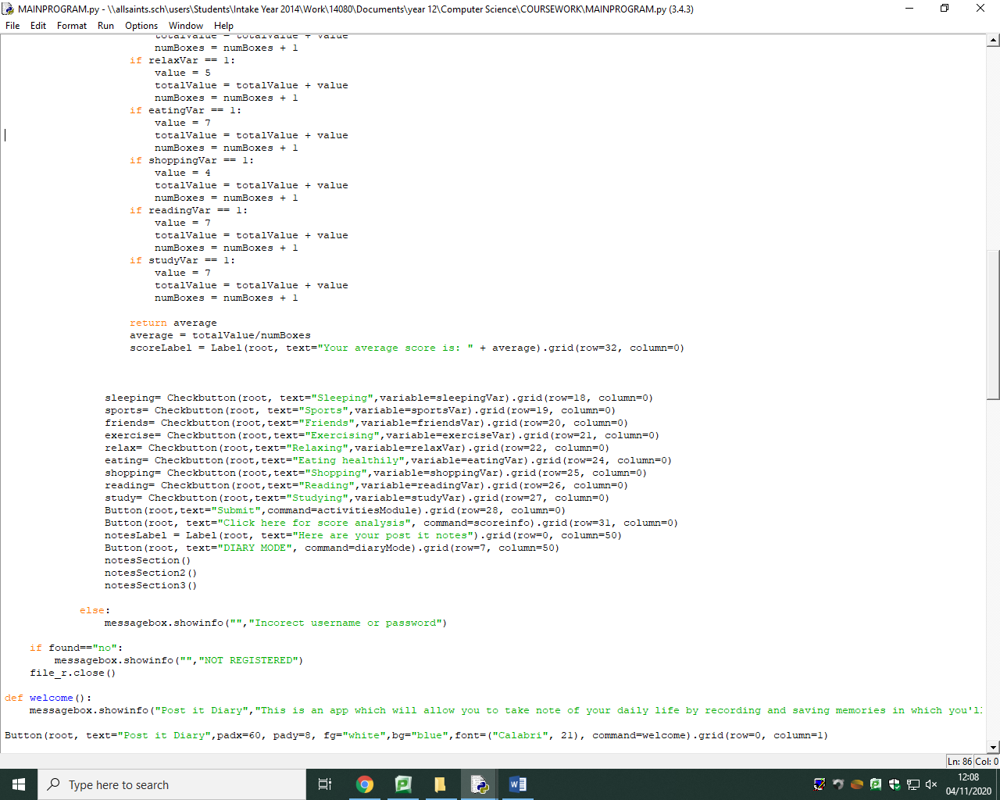 MAINPROGRAM.py - \\allsaints.sch\users\Students\Intake Year 2014\Work\14080\Documents\year 12\Computer Science\COURSEWORK\MAINPROGRAM.py (3.4.3)
File Edit Format Run Options Window Help
totalValue = totalValue + value
numBoxes = numBoxes + 1
if relaxVar == 1:
value = 5
totalValue = totalValue + value
numBoxes = numBoxes + 1
if eatingVar == 1:
value = 7
totalValue = totalValue + value
numBoxes = numBoxes + 1
if shoppingVar == 1:
value = 4
totalValue = totalValue + value
numBoxes = numBoxes + 1
if readingVar == 1:
value = 7
totalValue = totalValue + value
numBoxes = numBoxes + 1
if studyVar == 1:
value = 7
totalValue = totalValue + value
numBoxes = numBoxes + 1
return average
average = totalValue/numBoxes
scoreLabel = Label(root, text="Your average score is: " + average).grid(row=32, column=0)
sleeping= Checkbutton(root, text="Sleeping",variable=sleepingVar).grid(row=18, column=0)
sports= Checkbutton(root, text="Sports",variable=sportsVar).grid(row=19, column=0)
friends= Checkbutton(root,text="Friends",variable=friendsVar).grid(row=20, column=0)
exercise= Checkbutton(root,text="Exercising",variable=exerciseVar).grid(row=21, column=0)
relax= Checkbutton(root,text="Relaxing",variable=relaxVar).grid(row=22, column=0)
eating= Checkbutton(root,text="Eating healthily",variable=eatingVar).grid(row=24, column=0)
shopping= Checkbutton(root,text="Shopping",variable=shoppingVar).grid(row=25, column=0)
reading= Checkbutton(root,text="Reading",variable=readingVar).grid(row=26, column=0)
study= Checkbutton(root,text="Studying",variable=studyVar).grid(row=27, column=0)
Button(root,text="Submit",command=activitiesModule).grid(row=28, column=0)
Button(root, text="Click here for score analysis", command=scoreinfo).grid(row=31, column=0)
notesLabel = Label(root, text="Here are your post it notes").grid(row=0, column=50)
Button(root, text="DIARY MODE", command=diaryMode).grid(row=7, column=50)
notesSection()
notesSection2()
notesSection3()
else:
messagebox.showinfo("","Incorect username or password")
if found=="no":
messagebox.showinfo("","NOT REGISTERED")
file_r.close()
def welcome():
messagebox.showinfo("Post it Diary","This is an app which will allow you to take note of your daily life by recording and saving memories in which you'll
Button(root, text="Post it Diary",padx=60, pady=8, fg="white",bg="blue",font=("Calabri", 21), command=welcome).grid(row=0, column=1)
Ln: 86 Col: 0
Type here to search
12:08
04/11/2020